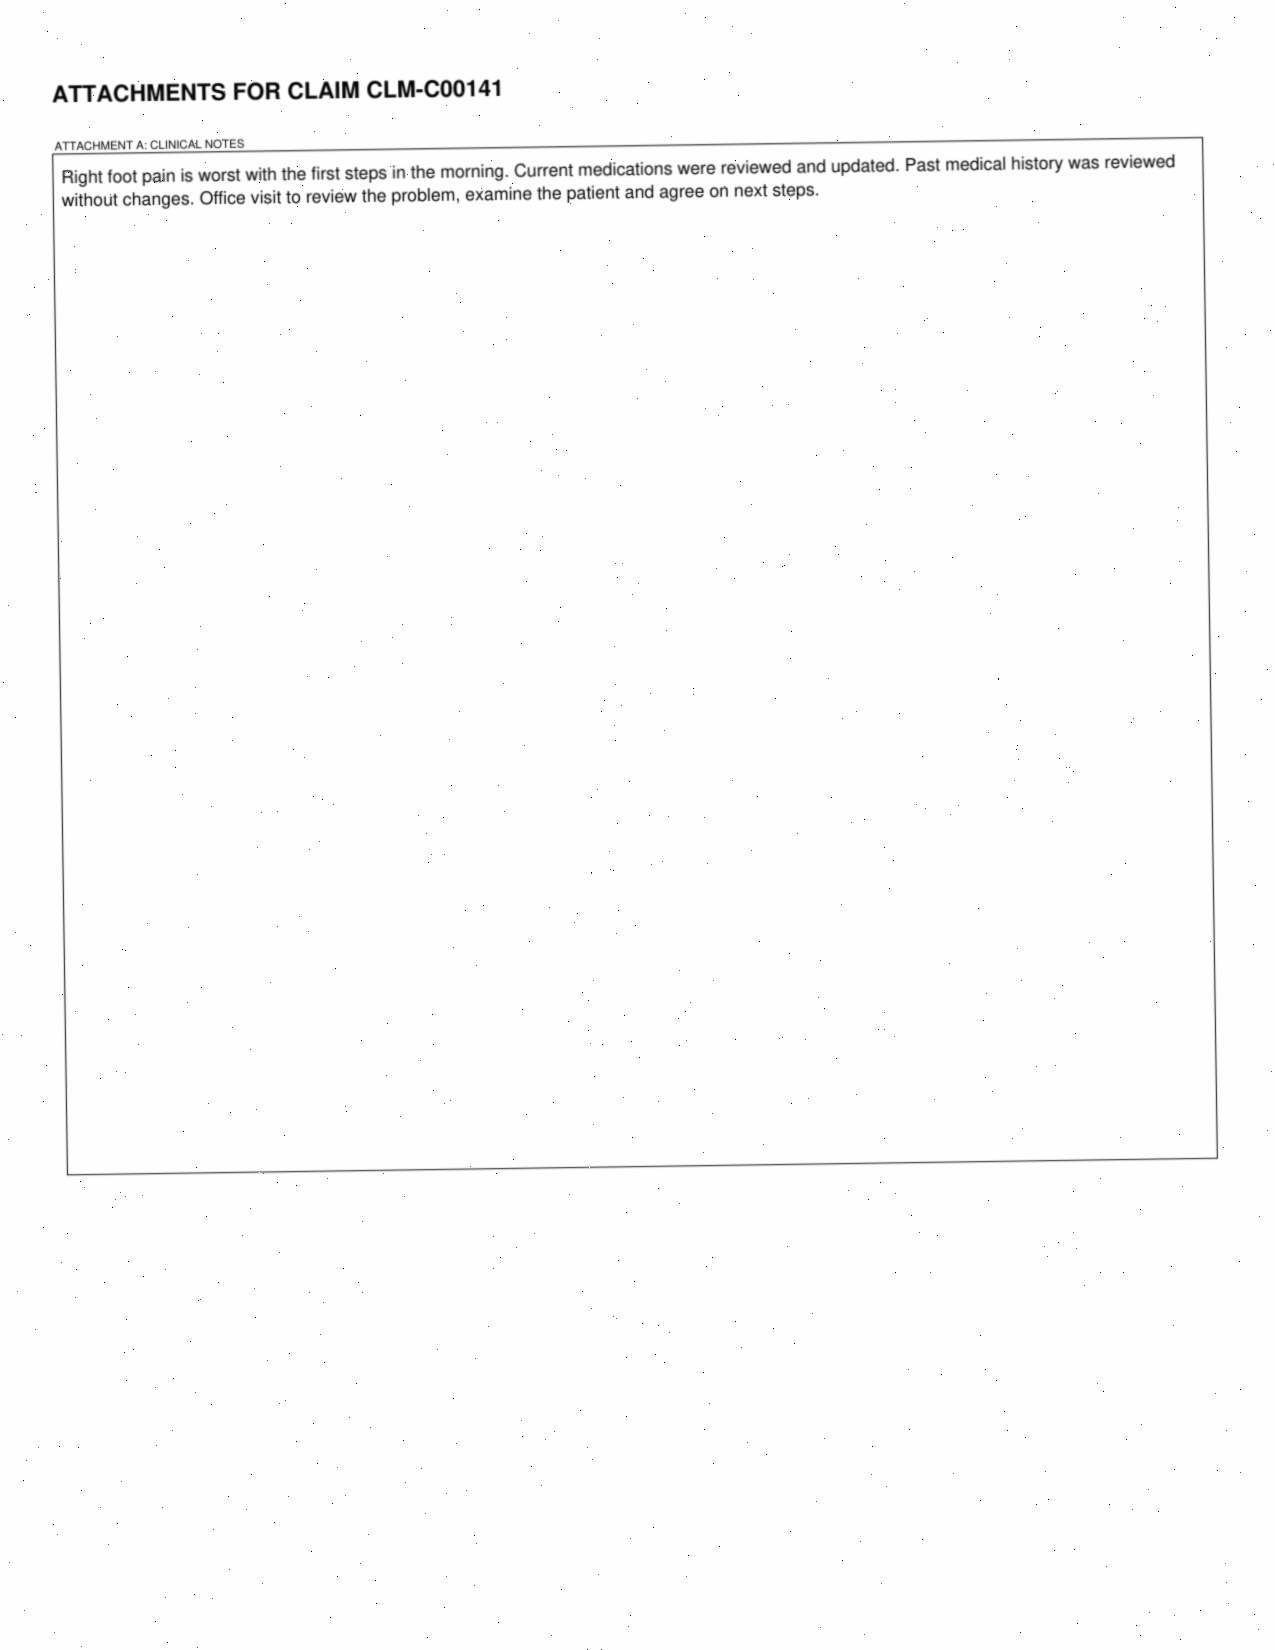 ATTACHMENTS FOR CLAIM CLM-C00141
ATTACHMENT A: CLINICAL NOTES
Right foot pain is worst with the first steps in the morning. Current medications were reviewed and updated. Past medical history was reviewed
without changes. Office visit to review the problem, examine the patient and agree on next steps.